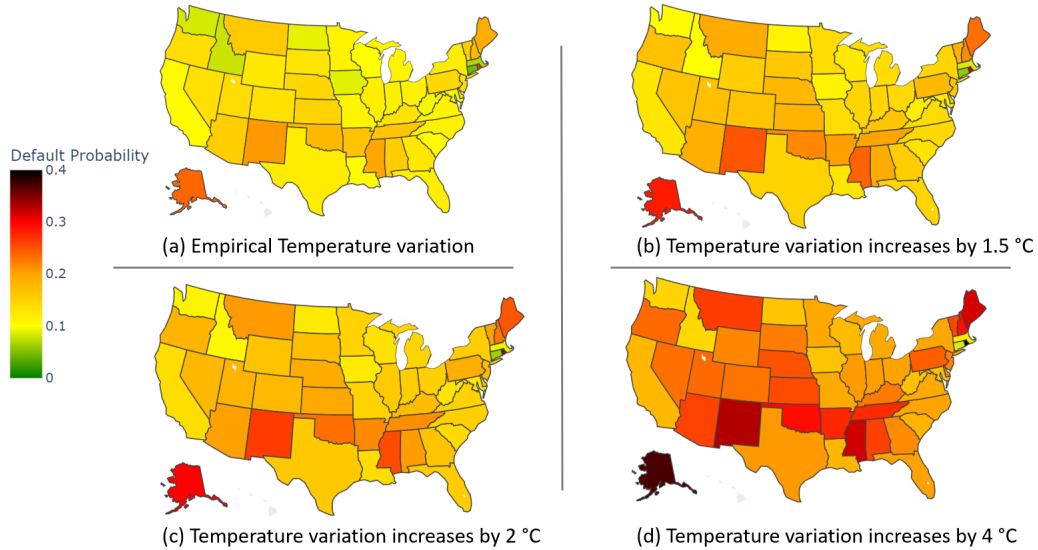 Default Probability
0.4
0.3
0.2
0.1
0
(a) Empirical Temperature variation
(b) Temperature variation increases by 1.5 °C
(c) Temperature variation increases by 2 °C
(d) Temperature variation increases by 4 °C